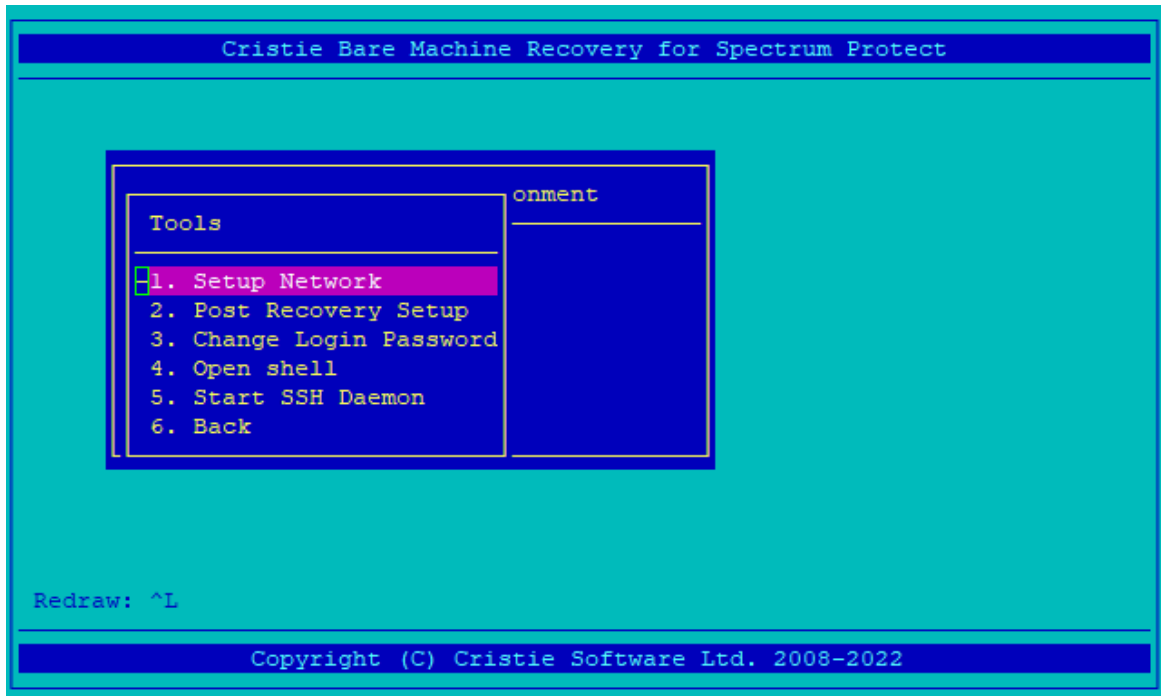 Cristie Bare Machine Recovery for Spectrum Protect
onment
Tools
1. Setup Network
2. Post Recovery Setup
3. Change Login Password
4. Open shell
5. Start SSH Daemon
6. Back
Redraw: ^L
Copyright (C) Cristie Software Ltd. 2008-2022